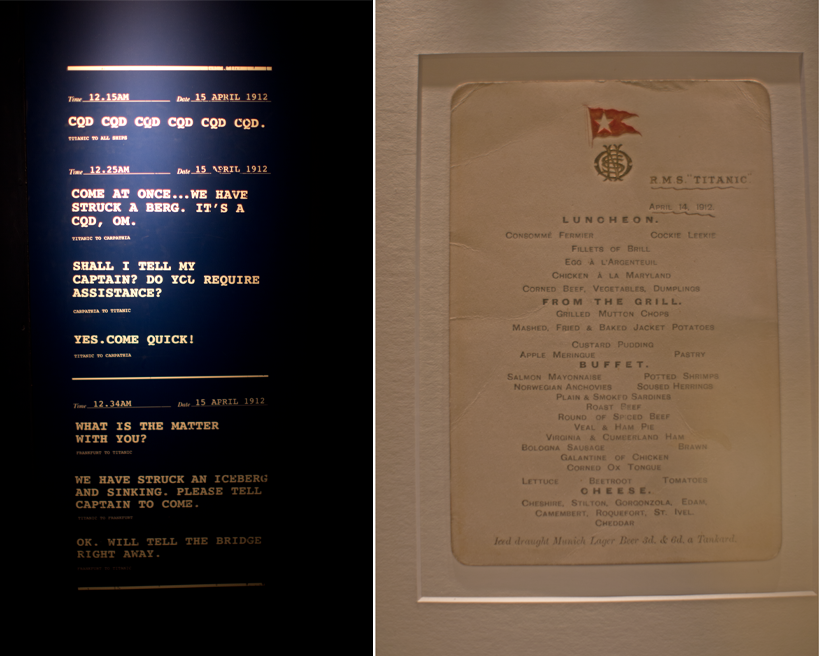 Time 12.15AM Date 15 APRIL 1912
CQD CQD CQD CQD CQD CQD.
TITANIC TO ALL SHIPS
Time 12.25AM Date 15 APRIL 1912
COME AT ONCE...WE HAVE
STRUCK A BERG. IT'S A
CQD, OM.
TITANIC TO CARPATHIA
SHALL I TELL MY
CAPTAIN? DO YOU REQUIRE
ASSISTANCE?
CARPATHIA TO TITANIC
YES.COME QUICK!
TITANIC TO CARPATHIA
Time 12.34AM Date 15 APRIL 1912
WHAT IS THE MATTER
WITH YOU?
FRANKFURT TO TITANIC
WE HAVE STRUCK AN ICEBERG
AND SINKING. PLEASE TELL
CAPTAIN TO COME.
TITANIC TO FRANKFURT
OK. WILL TELL THE BRIDGE
RIGHT AWAY.
R.M.S. "TITANIC"
APRIL 14, 1912.
LUNCHEON.
CONSOMMÉ FERMIER COCKIE LEEKIE
FILLETS OF BRILL
EGG À L'ARGENTEUIL
CHICKEN À LA MARYLAND
CORNED BEEF, VEGETABLES, DUMPLINGS
FROM THE GRILL.
GRILLED MUTTON CHOPS
MASHED, FRIED & BAKED JACKET POTATOES
CUSTARD PUDDING
APPLE MERINGUE PASTRY
BUFFET.
SALMON MAYONNAISE POTTED SHRIMPS
NORWEGIAN ANCHOVIES SOUSED HERRINGS
PLAIN & SMOKED SARDINES
ROAST BEEF
ROUND OF SPICED BEEF
VEAL & HAM PIE
VIRGINIA & CUMBERLAND HAM
BOLOGNA SAUSAGE BRAWN
GALANTINE OF CHICKEN
CORNED OX TONGUE
LETTUCE BEETROOT TOMATOES
CHEESE.
CHESHIRE, STILTON, GORGONZOLA, EDAM,
CAMEMBERT, ROQUEFORT, ST. IVEL,
CHEDDAR
Iced draught Munich Lager Beer 3d. & 6d. a Tankard.